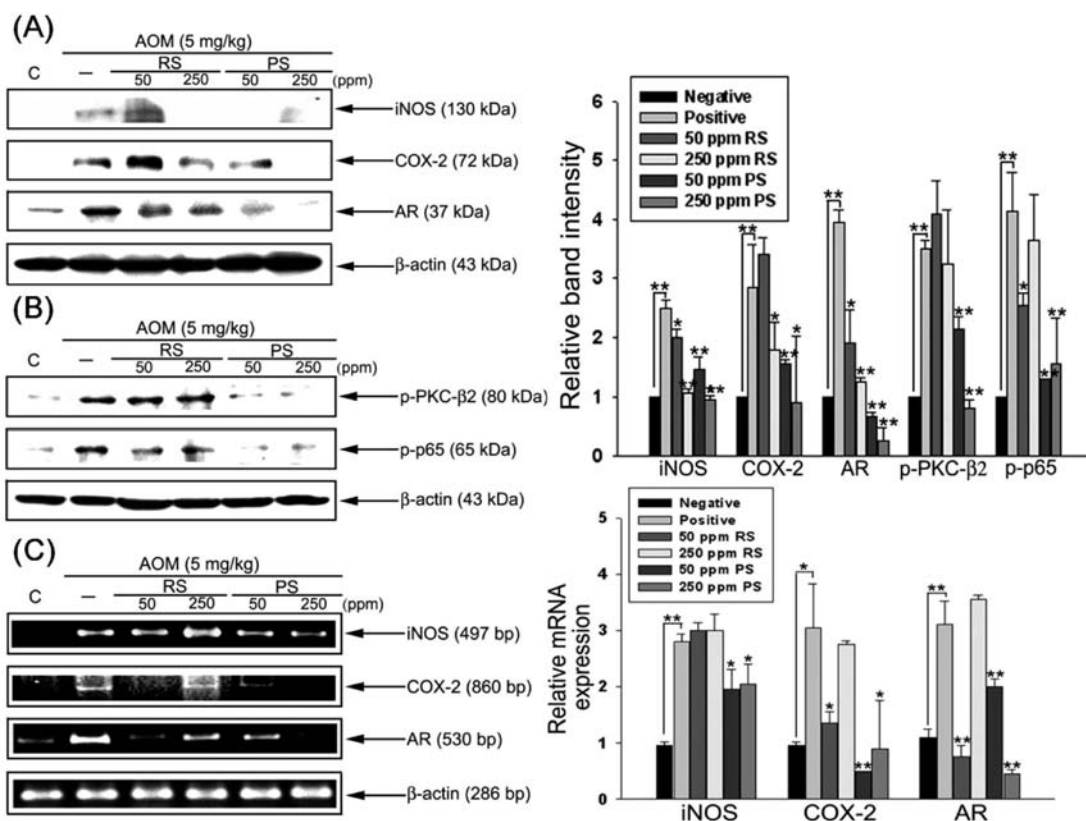 (A)
AOM (5 mg/kg)
C – RS PS
50 250 50 250 (ppm)
iNOS (130 kDa)
COX-2 (72 kDa)
AR (37 kDa)
β-actin (43 kDa)
(B)
AOM (5 mg/kg)
C – RS PS
50 250 50 250 (ppm)
p-PKC-β2 (80 kDa)
p-p65 (65 kDa)
β-actin (43 kDa)
(C)
AOM (5 mg/kg)
C – RS PS
50 250 50 250 (ppm)
iNOS (497 bp)
COX-2 (860 bp)
AR (530 bp)
β-actin (286 bp)
Relative band intensity
6
5
4
3
2
1
0
Negative
Positive
50 ppm RS
250 ppm RS
50 ppm PS
250 ppm PS
** * ** ** **
** * ** *
** * ** ** **
** ** **
** * ** **
iNOS COX-2 AR p-PKC-β2 p-p65
Relative mRNA
expression
5
4
3
2
1
0
Negative
Positive
50 ppm RS
250 ppm RS
50 ppm PS
250 ppm PS
** * *
* * ** *
** ** ** **
iNOS COX-2 AR